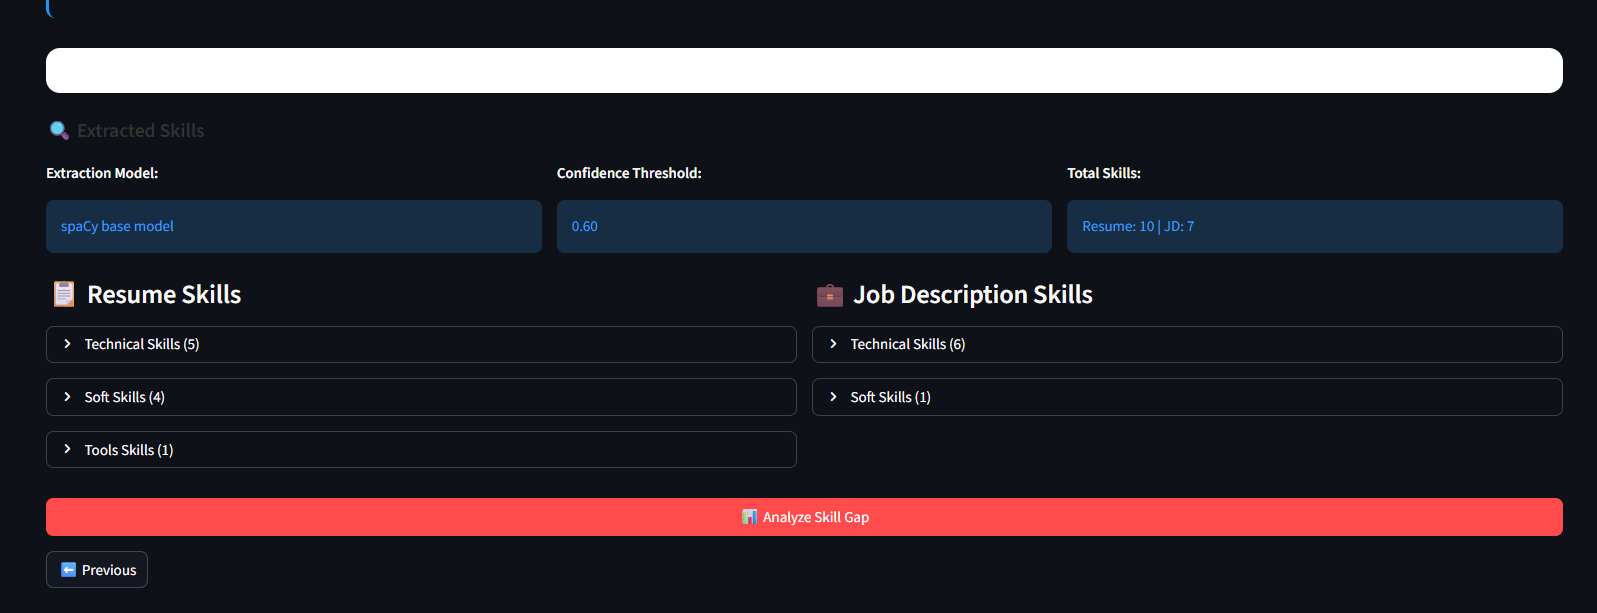 Extracted Skills
Extraction Model:
Confidence Threshold:
Total Skills:
spaCy base model
0.60
Resume: 10 | JD: 7
Resume Skills
Job Description Skills
Technical Skills (5)
Technical Skills (6)
Soft Skills (4)
Soft Skills (1)
Tools Skills (1)
Analyze Skill Gap
Previous